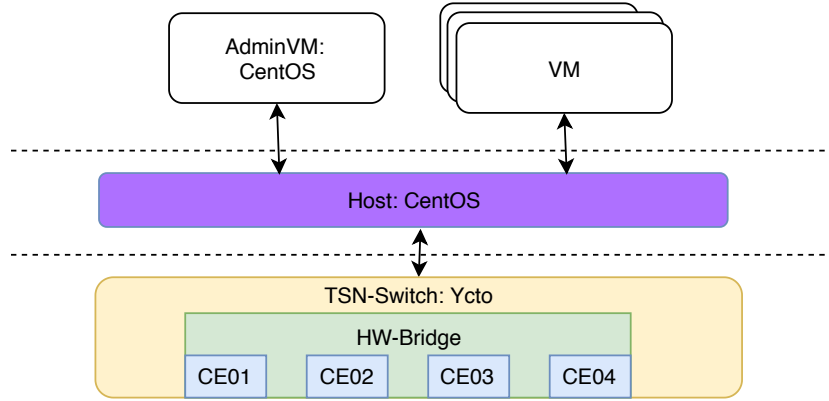 AdminVM:
CentOS
VM
Host: CentOS
TSN-Switch: Ycto
HW-Bridge
CE01
CE02
CE03
CE04